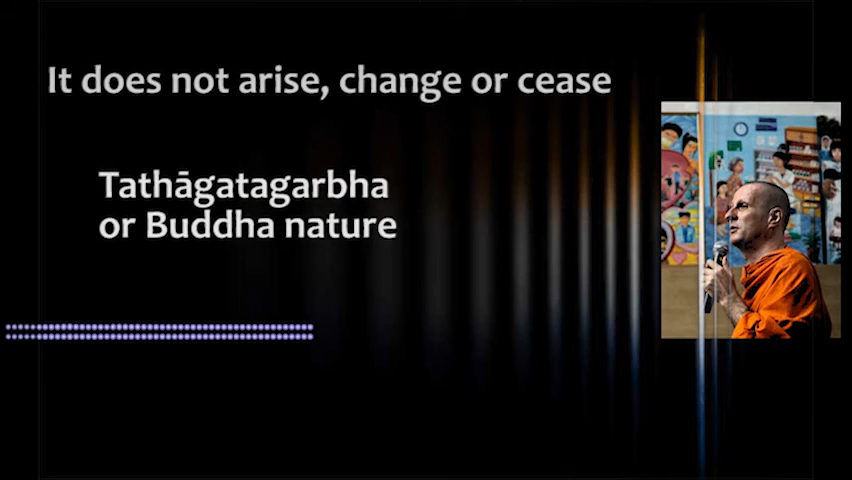 It does not arise, change or cease
Tathāgatagarbha
or Buddha nature